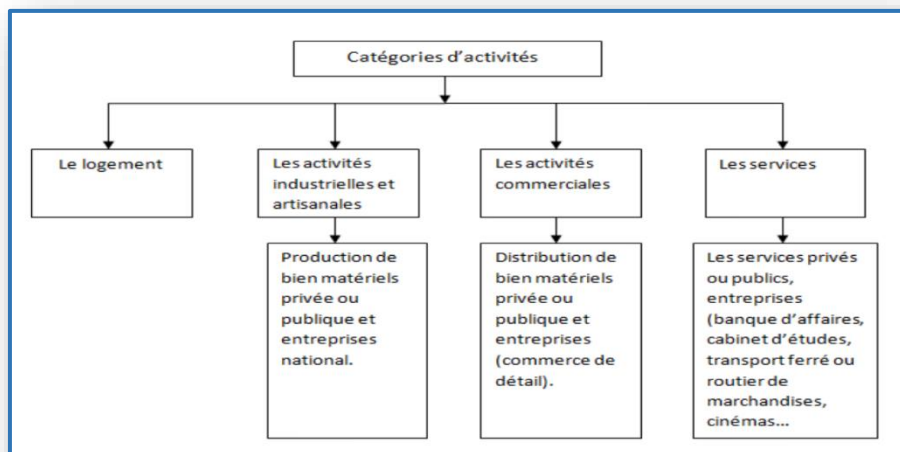 Catégories d’activités
Le logement
Les activités
industrielles et
artisanales
Les activités
commerciales
Les services
Production de
bien matériels
privée ou
publique et
entreprises
national.
Distribution de
bien matériels
privée ou
publique et
entreprises
(commerce de
détail).
Les services privés
ou publics,
entreprises
(banque d’affaires,
cabinet d’études,
transport ferré ou
routier de
marchandises,
cinémas...